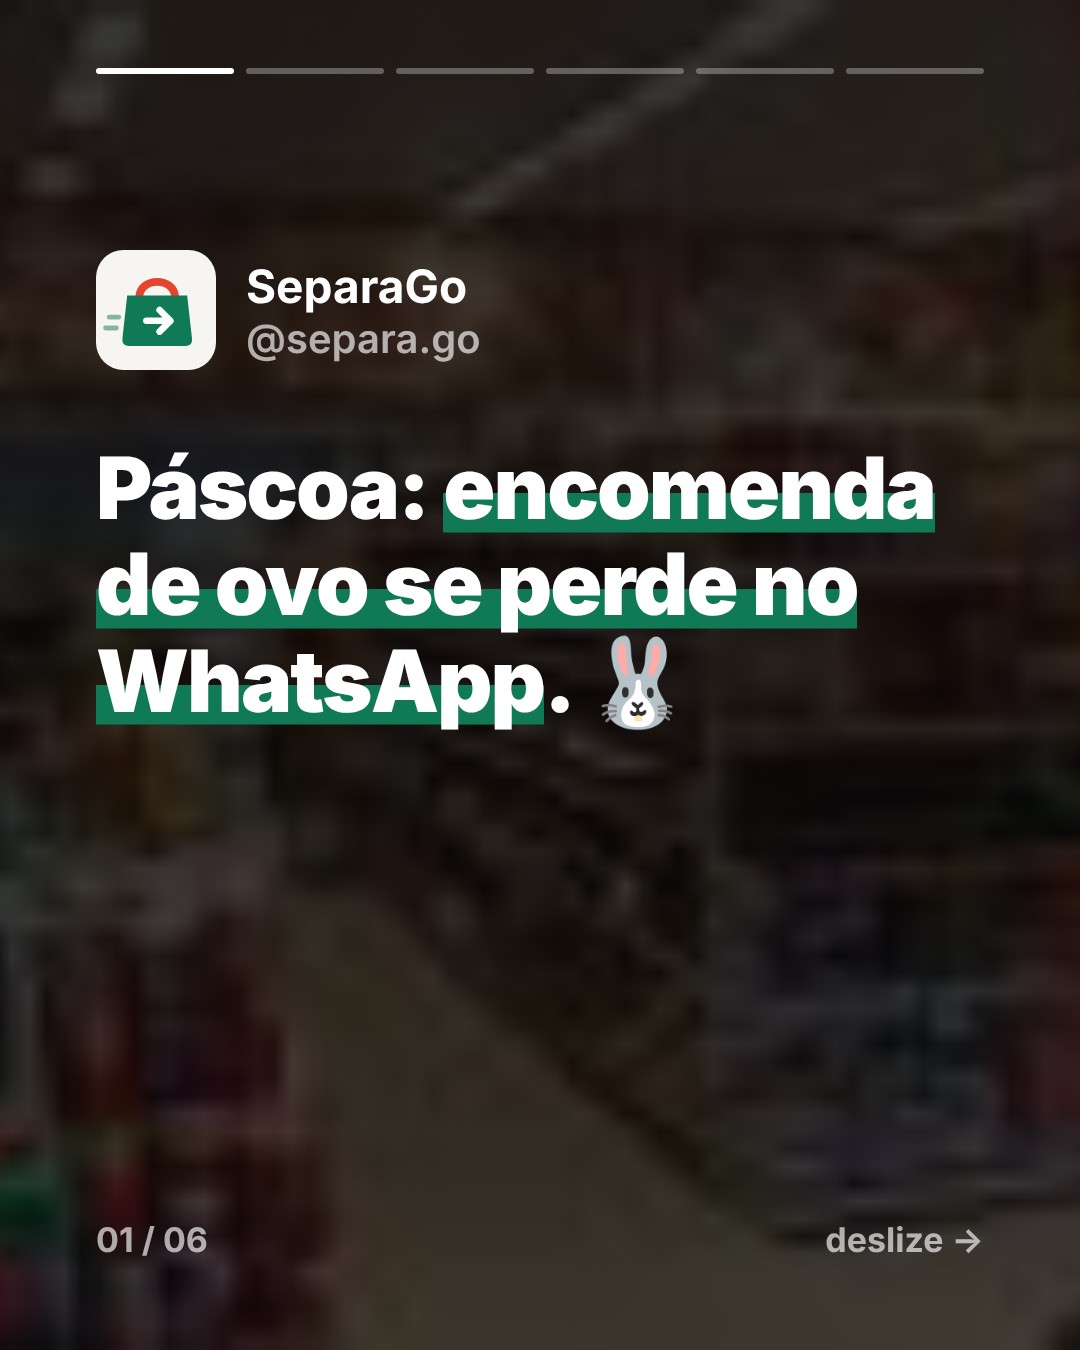 SeparaGo
@separa.go
Páscoa: encomenda
de ovo se perde no
WhatsApp. 🐰
01 / 06
deslize →